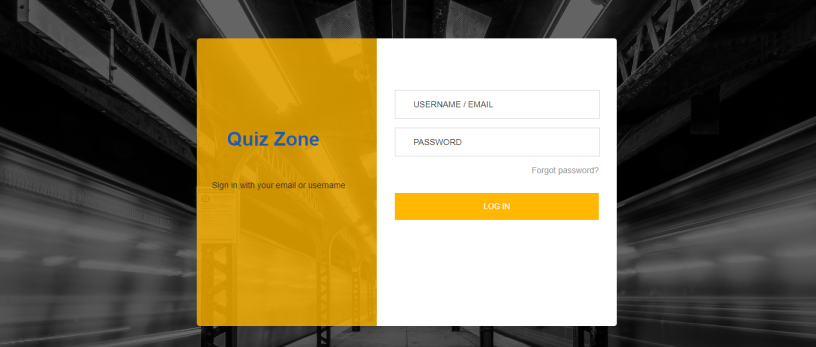 Quiz Zone
Sign in with your email or username
USERNAME / EMAIL
PASSWORD
Forgot password?
LOG IN